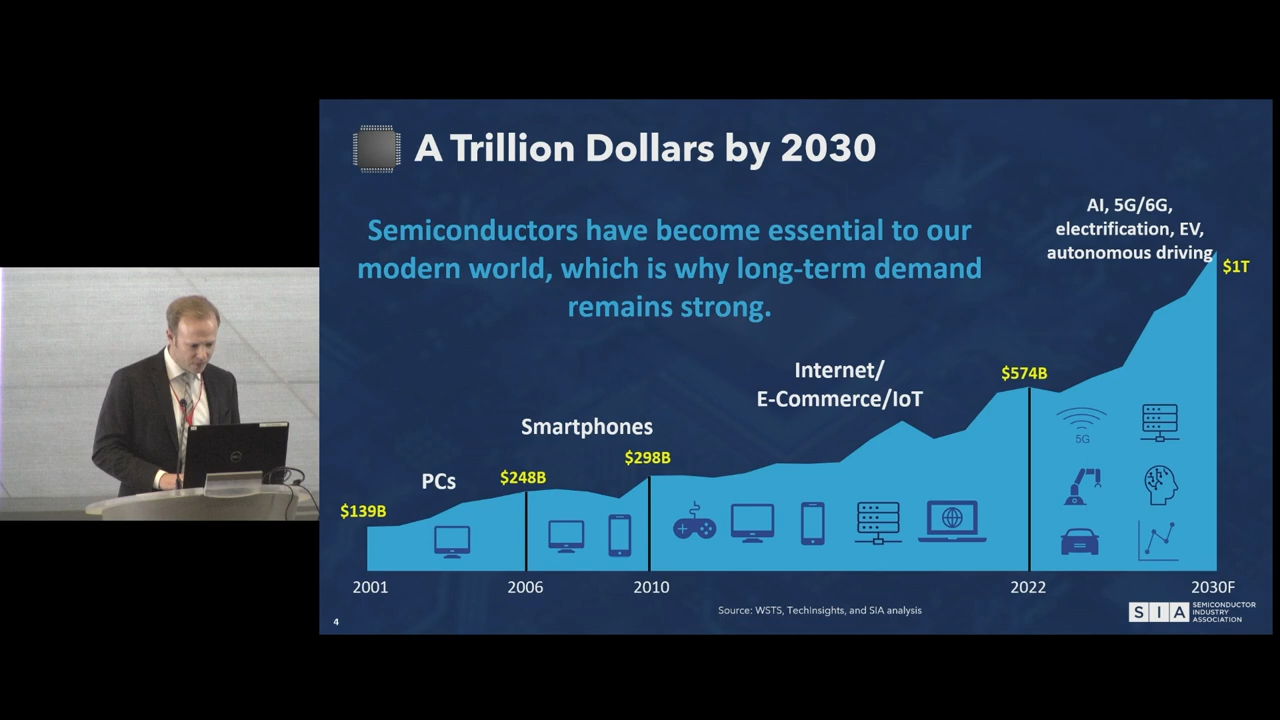 A Trillion Dollars by 2030
Semiconductors have become essential to our
modern world, which is why long-term demand
remains strong.
AI, 5G/6G,
electrification, EV,
autonomous driving
$1T
Internet/
E-Commerce/IoT
$574B
Smartphones
$298B
PCs
$248B
$139B
5G
2001
2006
2010
2022
2030F
Source: WSTS, TechInsights, and SIA analysis
SIA
SEMICONDUCTOR
INDUSTRY
ASSOCIATION
4